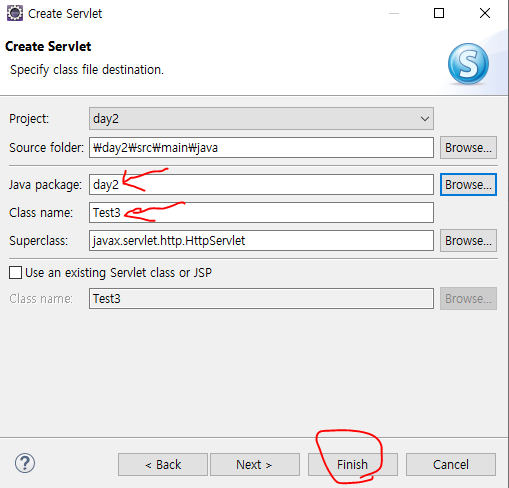 Create Servlet
Create Servlet
Specify class file destination.
S
Project: day2
Source folder: ₩day2₩src₩main₩java Browse...
Java package: day2 Browse...
Class name: Test3
Superclass: javax.servlet.http.HttpServlet Browse...
Use an existing Servlet class or JSP
Class name: Test3 Browse...
? < Back Next > Finish Cancel